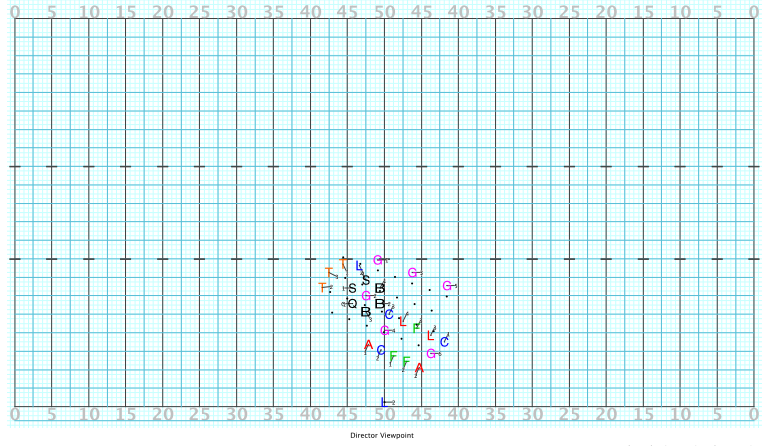 0 5 10 15 20 25 30 35 40 45 50 45 40 35 30 25 20 15 10 5 0
T T L G G
T S S B G
Q G B
B C L F
G L C
A C F F G A
L
0 5 10 15 20 25 30 35 40 45 50 45 40 35 30 25 20 15 10 5 0
Director Viewpoint